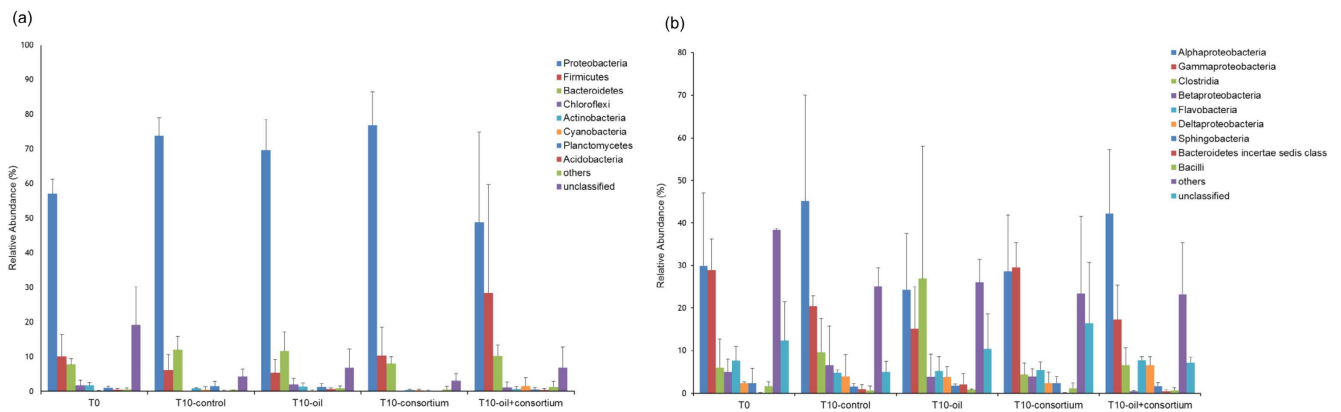 (a)
100
90
80
70
60
50
40
30
20
10
0
Relative Abundance (%)
T0
T10-control
T10-oil
T10-consortium
T10-oil+consortium
Proteobacteria
Firmicutes
Bacteroidetes
Chloroflexi
Actinobacteria
Cyanobacteria
Planctomycetes
Acidobacteria
others
unclassified
(b)
80
70
60
50
40
30
20
10
0
Relative Abundance (%)
T0
T10-control
T10-oil
T10-consortium
T10-oil+consortium
Alphaproteobacteria
Gammaproteobacteria
Clostridia
Betaproteobacteria
Flavobacteria
Deltaproteobacteria
Sphingobacteria
Bacteroidetes incertae sedis class
Bacilli
others
unclassified